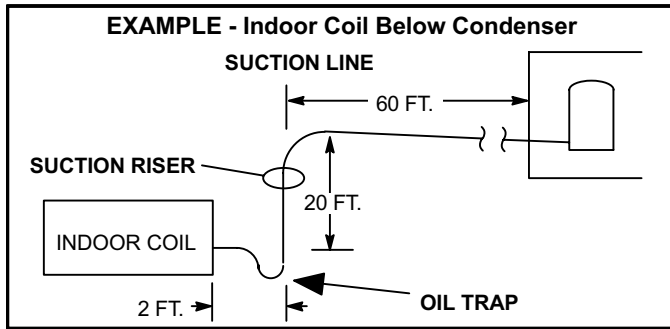 EXAMPLE - Indoor Coil Below Condenser
SUCTION LINE
60 FT.
SUCTION RISER
20 FT.
INDOOR COIL
2 FT.
OIL TRAP